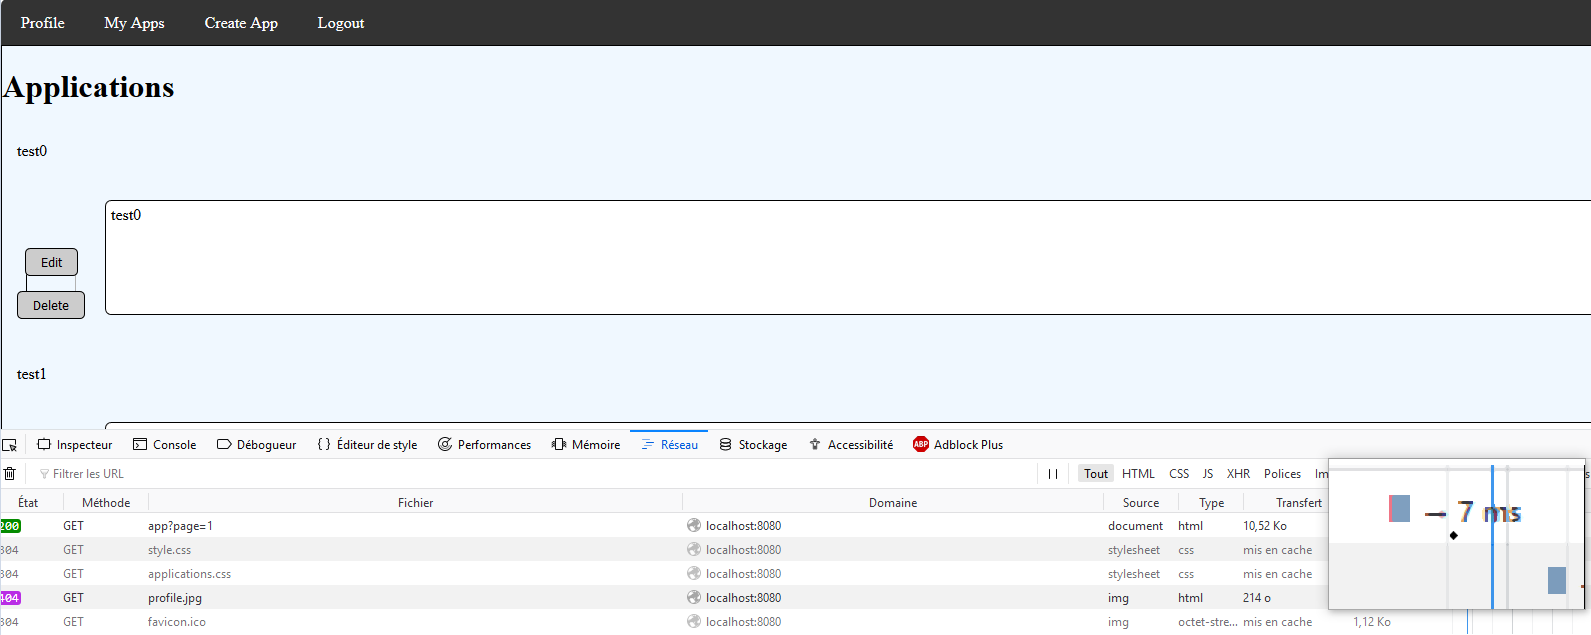 Profile My Apps Create App Logout
Applications
test0
test0
Edit
Delete
test1
Inspecteur Console Débogueur {} Éditeur de style Performances Mémoire Réseau Stockage Accessibilité ABP Adblock Plus
Filtrer les URL Tout HTML CSS JS XHR Polices Im
État Méthode Fichier Domaine Source Type Transfert
200 GET app?page=1 localhost:8080 document html 10,52 Ko
→ 7 ms
304 GET style.css localhost:8080 stylesheet css mis en cache
304 GET applications.css localhost:8080 stylesheet css mis en cache
404 GET profile.jpg localhost:8080 img html 214 o
304 GET favicon.ico localhost:8080 img octet-stre... mis en cache 1,12 Ko